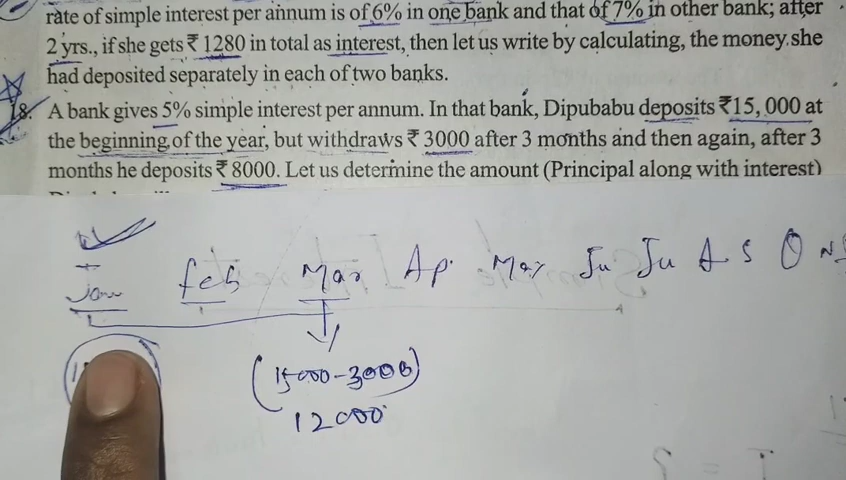 rate of simple interest per annum is of 6% in one bank and that of 7% in other bank; after
2 yrs., if she gets ₹ 1280 in total as interest, then let us write by calculating, the money she
had deposited separately in each of two banks.
18. A bank gives 5% simple interest per annum. In that bank, Dipubabu deposits ₹15,000 at
the beginning of the year, but withdraws ₹ 3000 after 3 months and then again, after 3
months he deposits ₹ 8000. Let us determine the amount (Principal along with interest)
Jan Feb Mar Ap. May Ju Ju A S O N
(15000-3000)
12000